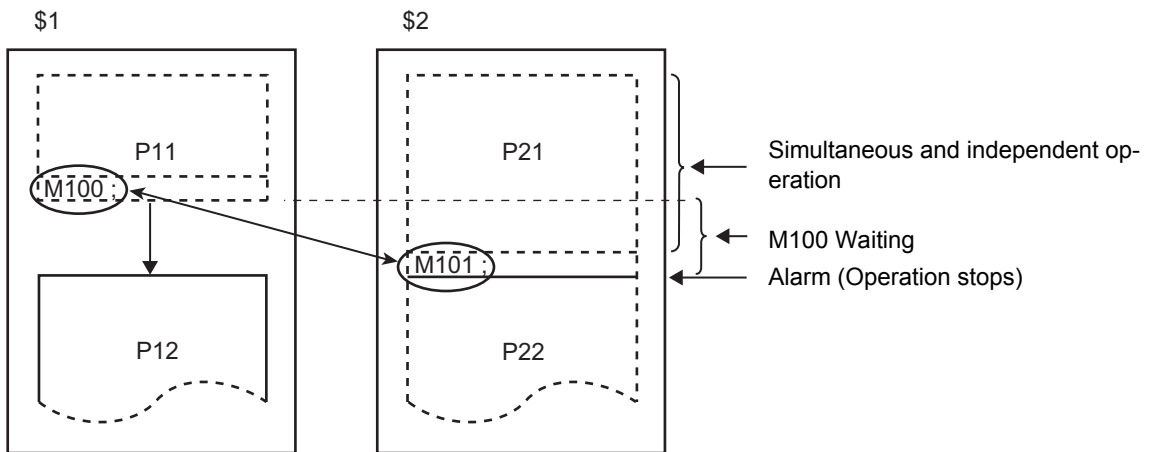 $1
$2
P11
P21
Simultaneous and independent op-
eration
M100 ;
M100 Waiting
M101 ;
Alarm (Operation stops)
P12
P22